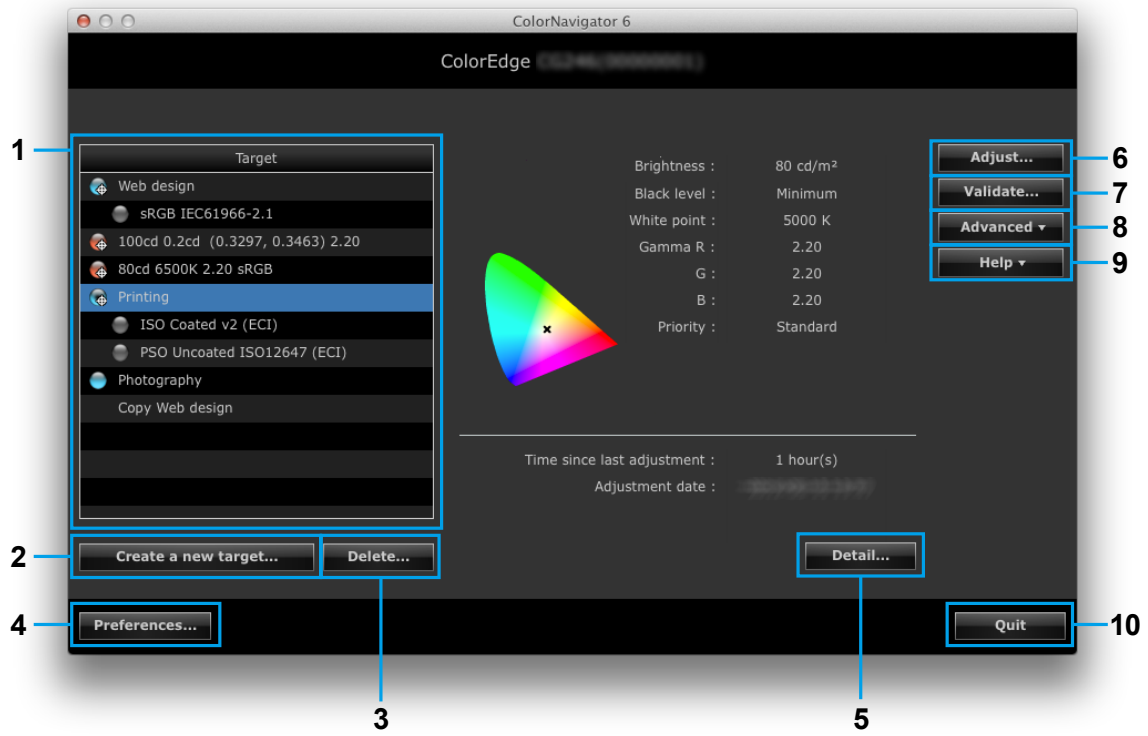 ColorNavigator 6
ColorEdge
1
Target
Web design
sRGB IEC61966-2.1
100cd 0.2cd (0.3297, 0.3463) 2.20
80cd 6500K 2.20 sRGB
Printing
ISO Coated v2 (ECI)
PSO Uncoated ISO12647 (ECI)
Photography
Copy Web design
Brightness : 80 cd/m²
Black level : Minimum
White point : 5000 K
Gamma R : 2.20
G : 2.20
B : 2.20
Priority : Standard
Time since last adjustment : 1 hour(s)
Adjustment date :
Adjust... 6
Validate... 7
Advanced 8
Help 9
2 Create a new target... Delete... Detail...
4 Preferences... Quit 10
3 5